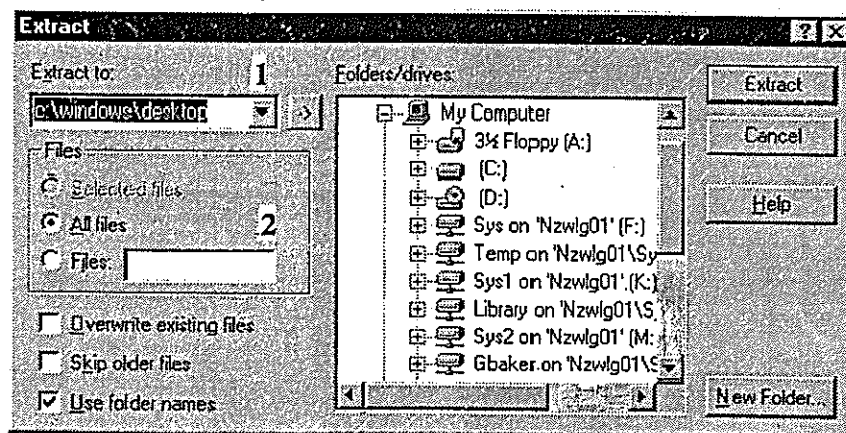 Extract
Extract to: 1
c:\windows\desktop
Files
Selected files
All files 2
Files:
Overwrite existing files
Skip older files
Use folder names
Folders/drives:
My Computer
3½ Floppy (A:)
(C:)
(D:)
Sys on 'Nzwlg01' (F:)
Temp on 'Nzwlg01\Sy
Sys1 on 'Nzwlg01' (K:)
Library on 'Nzwlg01\S
Sys2 on 'Nzwlg01' (M:
Gbaker on 'Nzwlg01\S
Extract
Cancel
Help
New Folder...